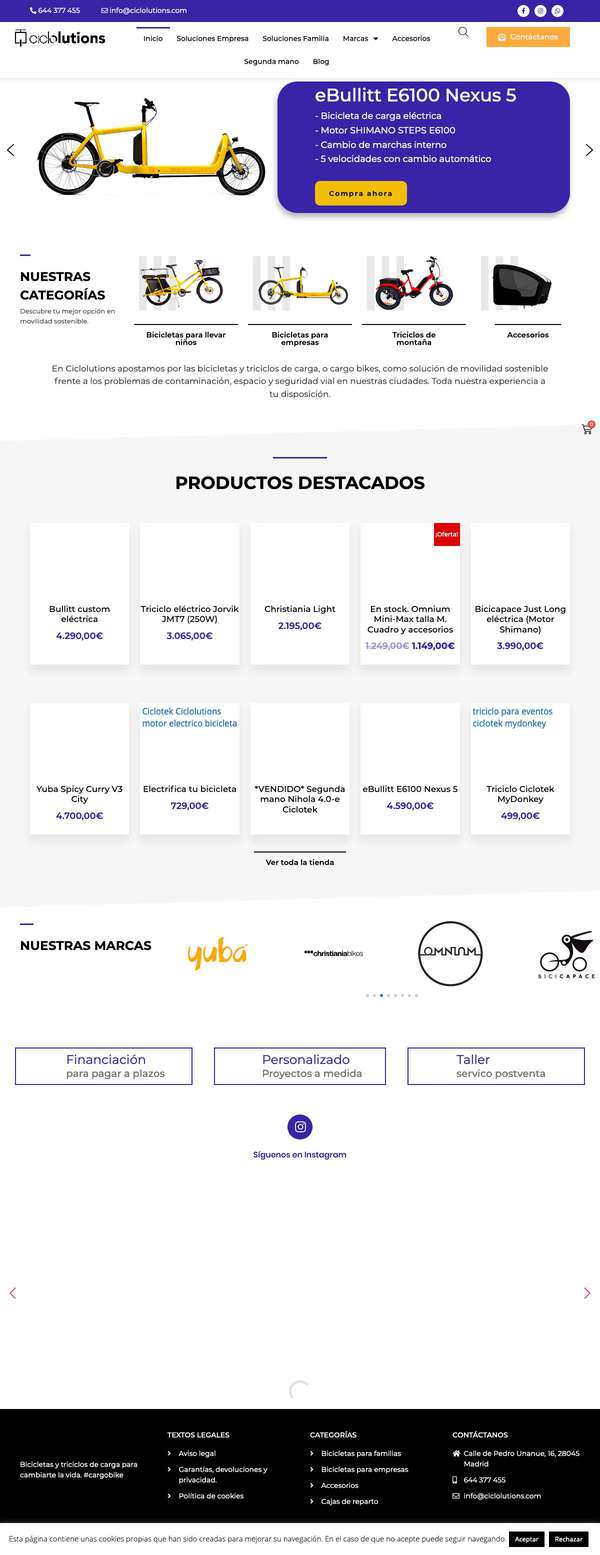 644 377 455
info@ciclolutions.com
ciclolutions
Inicio
Soluciones Empresa
Soluciones Familia
Marcas
Accesorios
Segunda mano
Blog
Contáctanos
eBullitt E6100 Nexus 5
- Bicicleta de carga eléctrica
- Motor SHIMANO STEPS E6100
- Cambio de marchas interno
- 5 velocidades con cambio automático
Compra ahora
NUESTRAS
CATEGORÍAS
Descubre tu mejor opción en
movilidad sostenible.
Bicicletas para llevar
niños
Bicicletas para
empresas
Triciclos de
montaña
Accesorios
En Ciclolutions apostamos por las bicicletas y triciclos de carga, o cargo bikes, como solución de movilidad sostenible
frente a los problemas de contaminación, espacio y seguridad vial en nuestras ciudades. Toda nuestra experiencia a
tu disposición.
0
PRODUCTOS DESTACADOS
Bullitt custom
eléctrica
4.290,00€
Triciclo eléctrico Jorvik
JMT7 (250W)
3.065,00€
Christiania Light
2.195,00€
¡Oferta!
En stock. Omnium
Mini-Max talla M.
Cuadro y accesorios
1.249,00€ 1.149,00€
Bicicapace Just Long
eléctrica (Motor
Shimano)
3.990,00€
Yuba Spicy Curry V3
City
4.700,00€
Ciclotek Ciclolutions
motor electrico bicicleta
Electrifica tu bicicleta
729,00€
*VENDIDO* Segunda
mano Nihola 4.0-e
Ciclotek
eBullitt E6100 Nexus 5
4.590,00€
triciclo para eventos
ciclotek mydonkey
Triciclo Ciclotek
MyDonkey
499,00€
Ver toda la tienda
NUESTRAS MARCAS
yuba
***christianiabikes
OMNIUM
BICICAPACE
Financiación
para pagar a plazos
Personalizado
Proyectos a medida
Taller
servico postventa
Síguenos en Instagram
Bicicletas y triciclos de carga para
cambiarte la vida. #cargobike
TEXTOS LEGALES
Aviso legal
Garantías, devoluciones y
privacidad.
Política de cookies
CATEGORÍAS
Bicicletas para familias
Bicicletas para empresas
Accesorios
Cajas de reparto
CONTÁCTANOS
Calle de Pedro Unanue, 16, 28045
Madrid
644 377 455
info@ciclolutions.com
Esta página contiene unas cookies propias que han sido creadas para mejorar su navegación. En el caso de que no acepte puede seguir navegando.
Aceptar
Rechazar